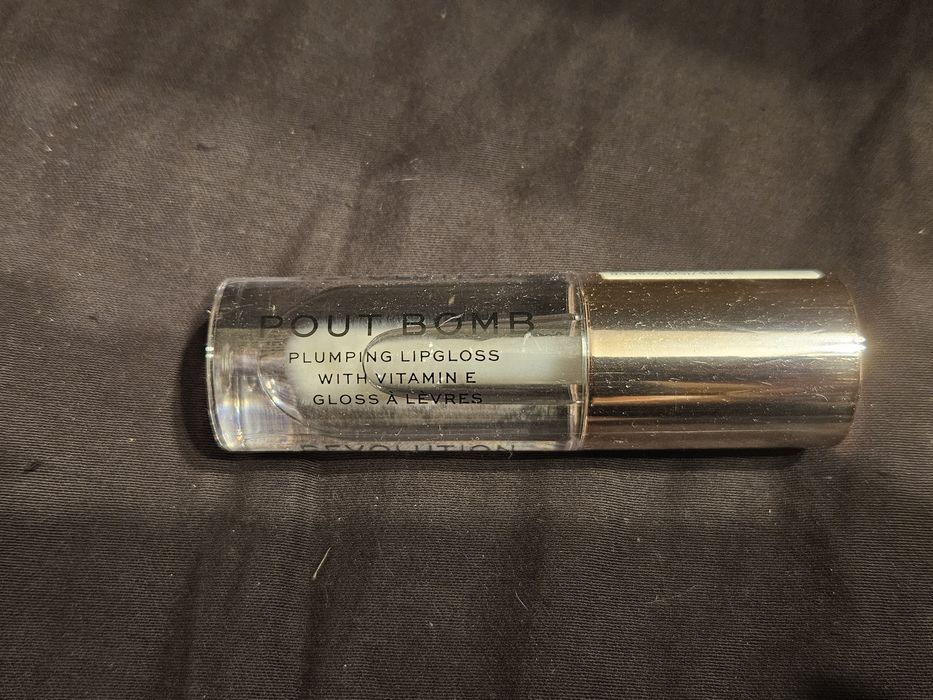 POUT BOMB
PLUMPING LIPGLOSS
WITH VITAMIN E
GLOSS À LÈVRES
REVOLUTION